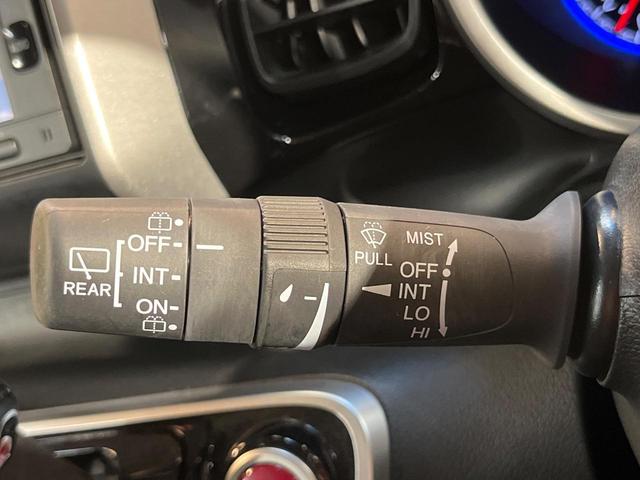 REAR
OFF
INT
ON
PULL
MIST
OFF
INT
LO
HI